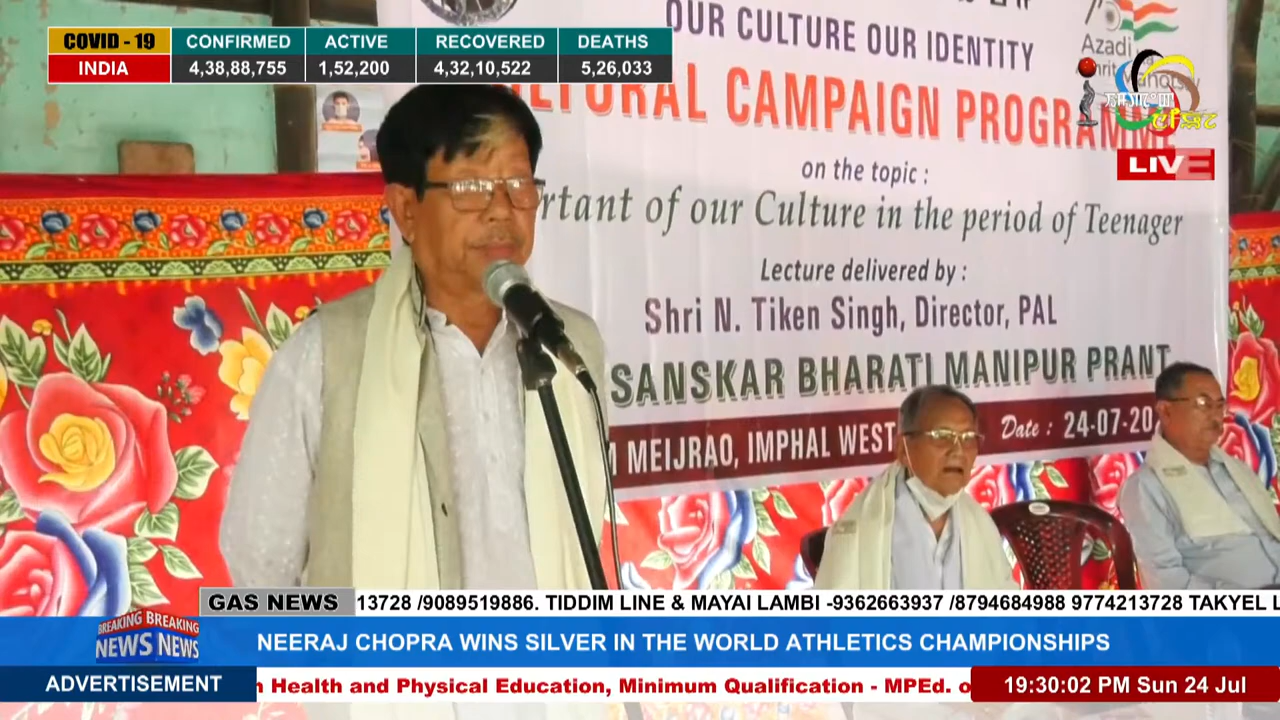 COVID - 19
CONFIRMED
ACTIVE
RECOVERED
DEATHS
INDIA
4,38,88,755
1,52,200
4,32,10,522
5,26,033
OUR CULTURE OUR IDENTITY
CAMPAIGN PROGRAMME
on the topic :
of our Culture in the period of Teenager
Lecture delivered by :
Shri N. Tiken Singh, Director, PAL
SANSKAR BHARATI MANIPUR PRANT
MEIJRAO, IMPHAL WEST
Date : 24-07-20
Azadi
LIVE
GAS NEWS
13728 /9089519886. TIDDIM LINE & MAYAI LAMBI -9362663937 /8794684988 9774213728 TAKYEL L
BREAKING BREAKING
NEWS NEWS
NEERAJ CHOPRA WINS SILVER IN THE WORLD ATHLETICS CHAMPIONSHIPS
ADVERTISEMENT
n Health and Physical Education, Minimum Qualification - MPEd. o
19:30:02 PM Sun 24 Jul